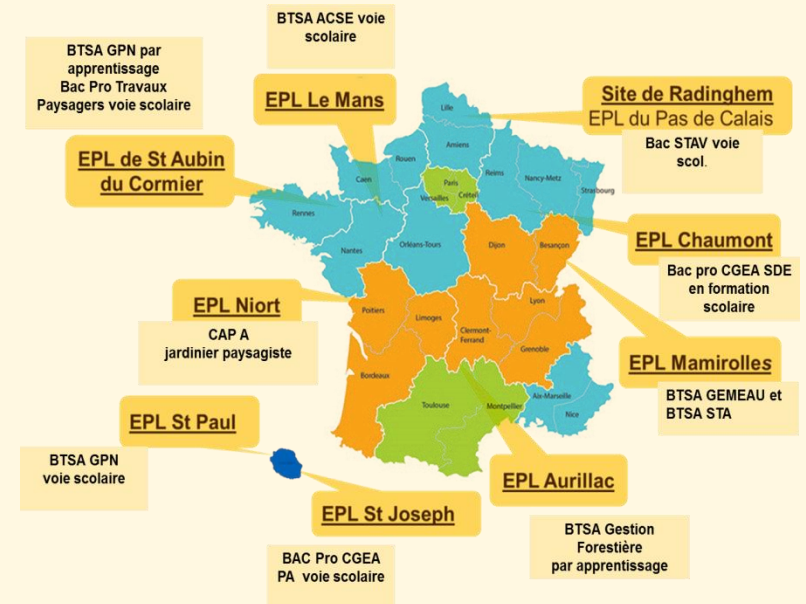 BTSA ACSE voie
scolaire
BTSA GPN par
apprentissage
Bac Pro Travaux
Paysagers voie scolaire
EPL Le Mans
Site de Radinghem
EPL du Pas de Calais
Bac STAV voie
scol.
EPL de St Aubin
du Cormier
Lille
Amiens
Rouen
Caen
Reims
Nancy-Metz
Strasbourg
Paris
Créteil
Versailles
Rennes
Nantes
Orléans-Tours
Dijon
Besançon
EPL Chaumont
Bac pro CGEA SDE
en formation
scolaire
EPL Niort
CAP A
jardinier paysagiste
Poitiers
Limoges
Clermont-
Ferrand
Lyon
Grenoble
EPL Mamirolles
BTSA GEMEAU et
BTSA STA
Bordeaux
Toulouse
Montpellier
Aix-Marseille
Nice
EPL St Paul
BTSA GPN
voie scolaire
EPL Aurillac
BTSA Gestion
Forestière
par apprentissage
EPL St Joseph
BAC Pro CGEA
PA voie scolaire